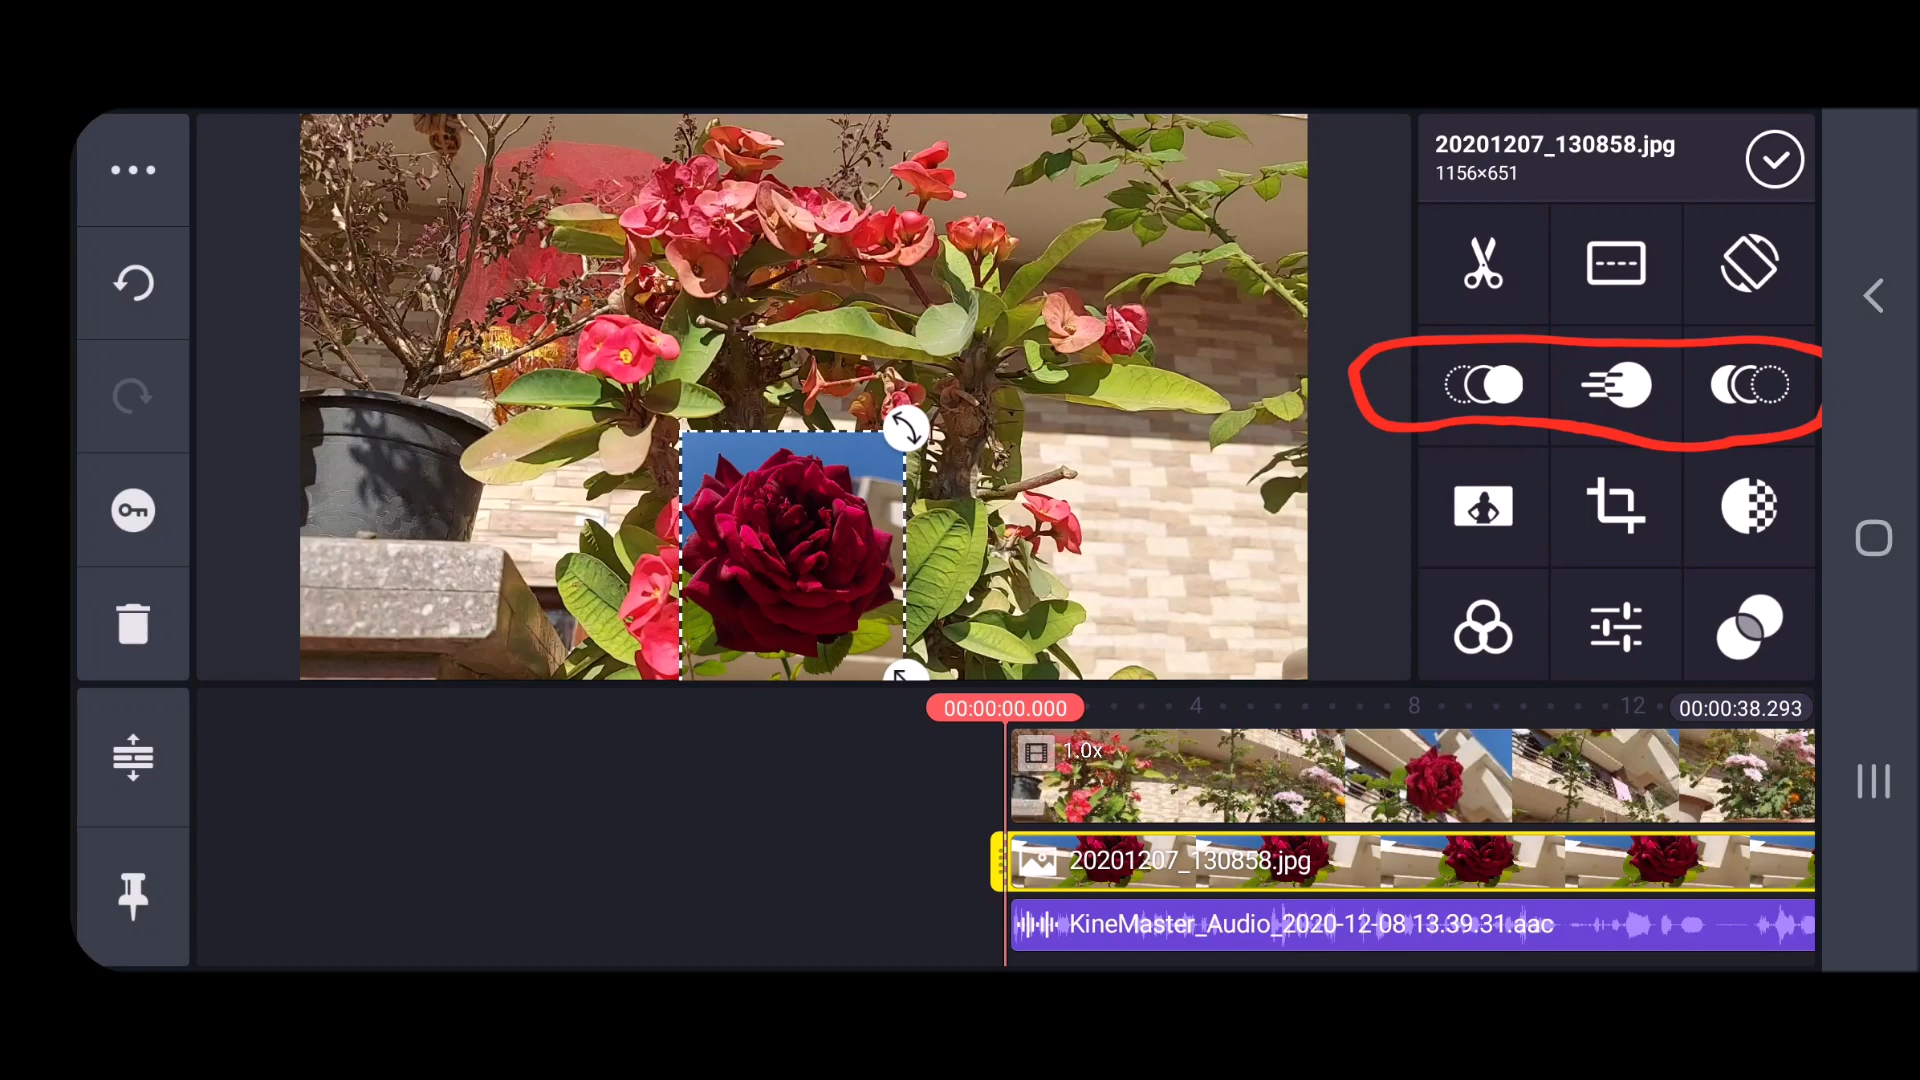 20201207_130858.jpg
1156×651
00:00:00.000
4
8
12
00:00:38.293
1.0x
20201207_130858.jpg
KineMaster_Audio_2020-12-08 13.39.31.aac